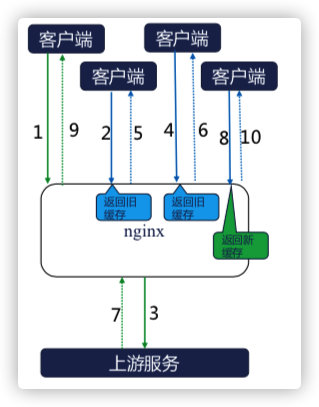 客户端
客户端
客户端
客户端
1
9
2
5
4
6
8
10
返回旧
缓存
返回旧
缓存
nginx
返回新
缓存
7
3
上游服务